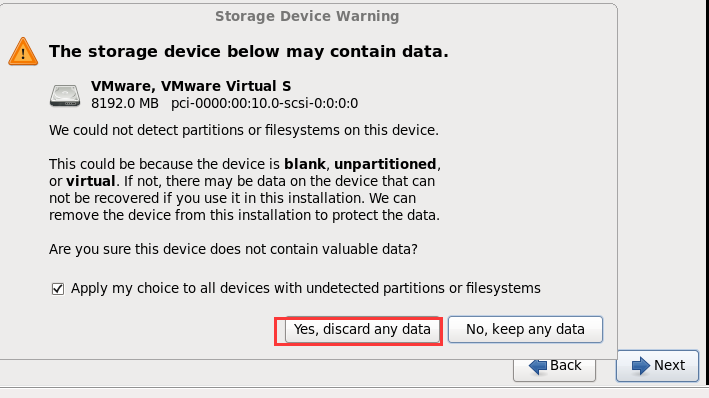 Storage Device Warning
The storage device below may contain data.
VMware, VMware Virtual S
8192.0 MB pci-0000:00:10.0-scsi-0:0:0:0
We could not detect partitions or filesystems on this device.
This could be because the device is blank, unpartitioned,
or virtual. If not, there may be data on the device that can
not be recovered if you use it in this installation. We can
remove the device from this installation to protect the data.
Are you sure this device does not contain valuable data?
Apply my choice to all devices with undetected partitions or filesystems
Yes, discard any data No, keep any data
Back Next